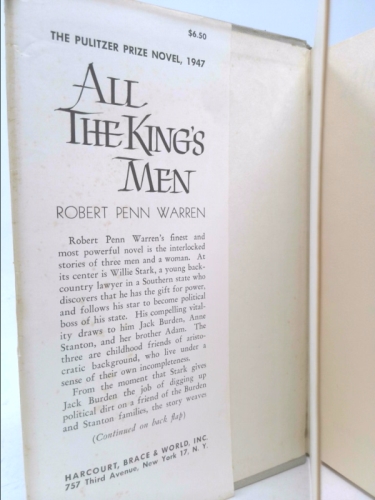 $6.50
THE PULITZER PRIZE NOVEL, 1947
ALL
THE KING'S
MEN
ROBERT PENN WARREN
Robert Penn Warren's finest and
most powerful novel is the interlocked
stories of three men and a woman. At
its center is Willie Stark, a young back-
country lawyer in a Southern state who
discovers that he has the gift for power,
and follows his star to become political
boss of his state. His compelling vital-
ity draws to him Jack Burden, Anne
Stanton, and her brother Adam. The
three are childhood friends of aristo-
cratic background, who live under a
sense of their own incompleteness.
From the moment that Stark gives
Jack Burden the job of digging up
political dirt on a friend of the Burden
and Stanton families, the story weaves
(Continued on back flap)
HARCOURT, BRACE & WORLD, INC.
757 Third Avenue, New York 17, N. Y.